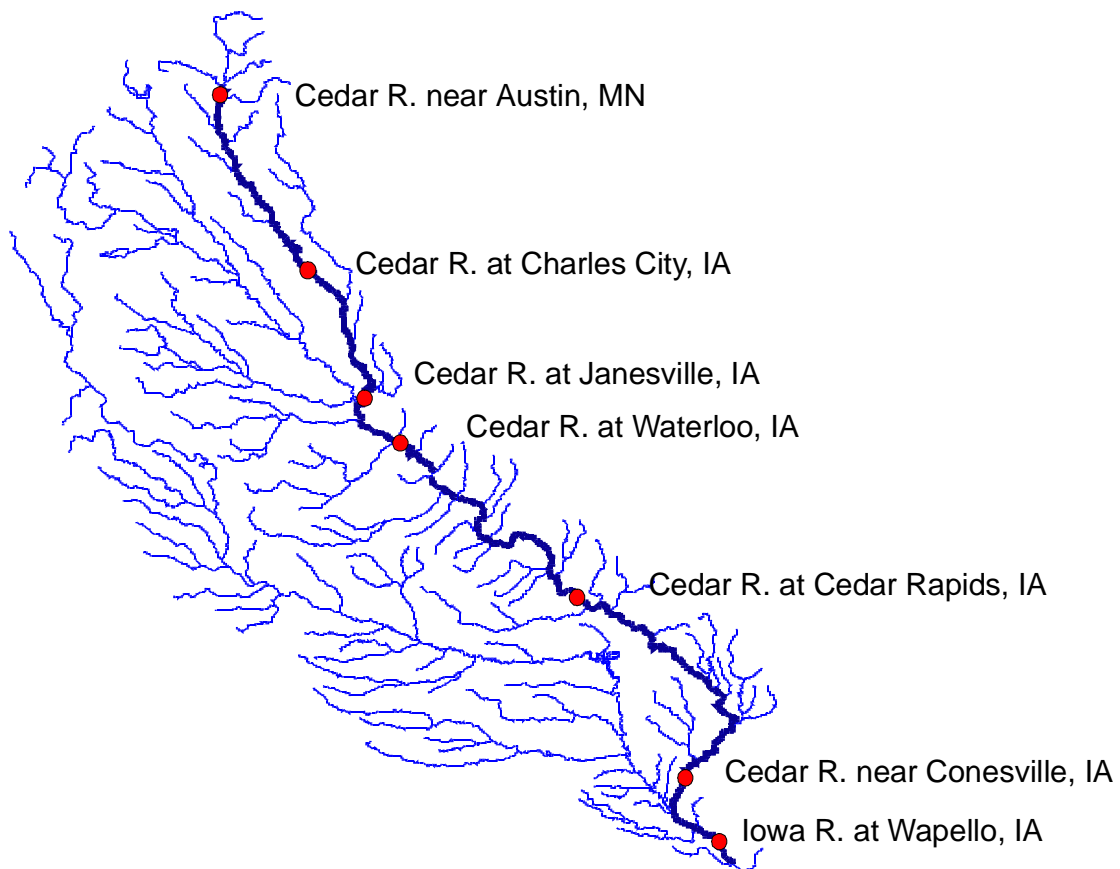 Cedar R. near Austin, MN
Cedar R. at Charles City, IA
Cedar R. at Janesville, IA
Cedar R. at Waterloo, IA
Cedar R. at Cedar Rapids, IA
Cedar R. near Conesville, IA
Iowa R. at Wapello, IA